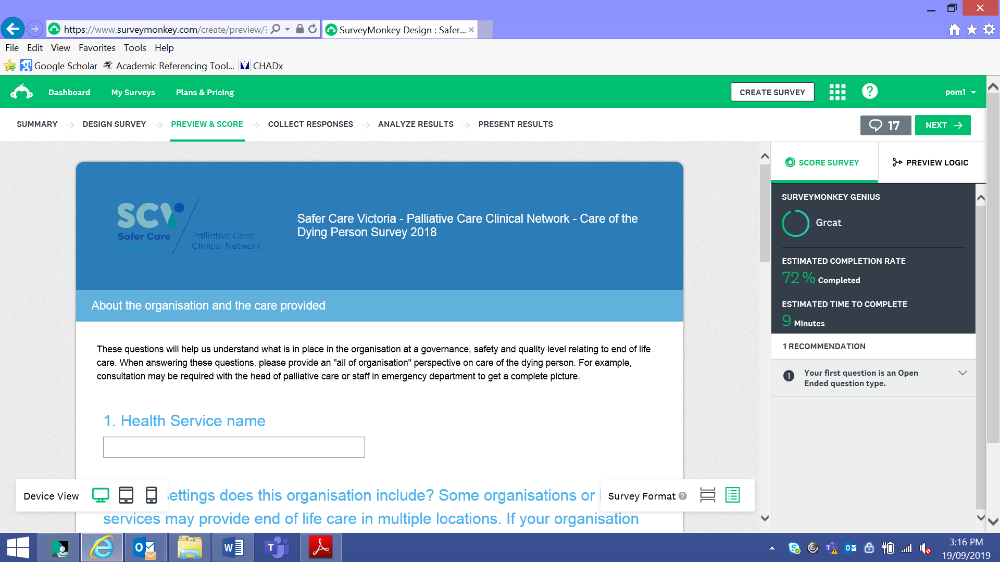 https://www.surveymonkey.com/create/preview/?
SurveyMonkey Design : Safer...
File Edit View Favorites Tools Help
Google Scholar Academic Referencing Tool... CHADx
Dashboard My Surveys Plans & Pricing CREATE SURVEY ? pom1
SUMMARY DESIGN SURVEY PREVIEW & SCORE COLLECT RESPONSES ANALYZE RESULTS PRESENT RESULTS 17 NEXT
SCORE SURVEY PREVIEW LOGIC
SCV
Safer Care
Victoria
Palliative Care
Clinical Network
Safer Care Victoria - Palliative Care Clinical Network - Care of the
Dying Person Survey 2018
About the organisation and the care provided
These questions will help us understand what is in place in the organisation at a governance, safety and quality level relating to end of life
care. When answering these questions, please provide an "all of organisation" perspective on care of the dying person. For example,
consultation may be required with the head of palliative care or staff in emergency department to get a complete picture.
1. Health Service name
settings does this organisation include? Some organisations or
services may provide end of life care in multiple locations. If your organisation
Device View
Survey Format ?
SURVEYMONKEY GENIUS
Great
ESTIMATED COMPLETION RATE
72 % Completed
ESTIMATED TIME TO COMPLETE
9 Minutes
1 RECOMMENDATION
1 Your first question is an Open
Ended question type.
3:16 PM
19/09/2019